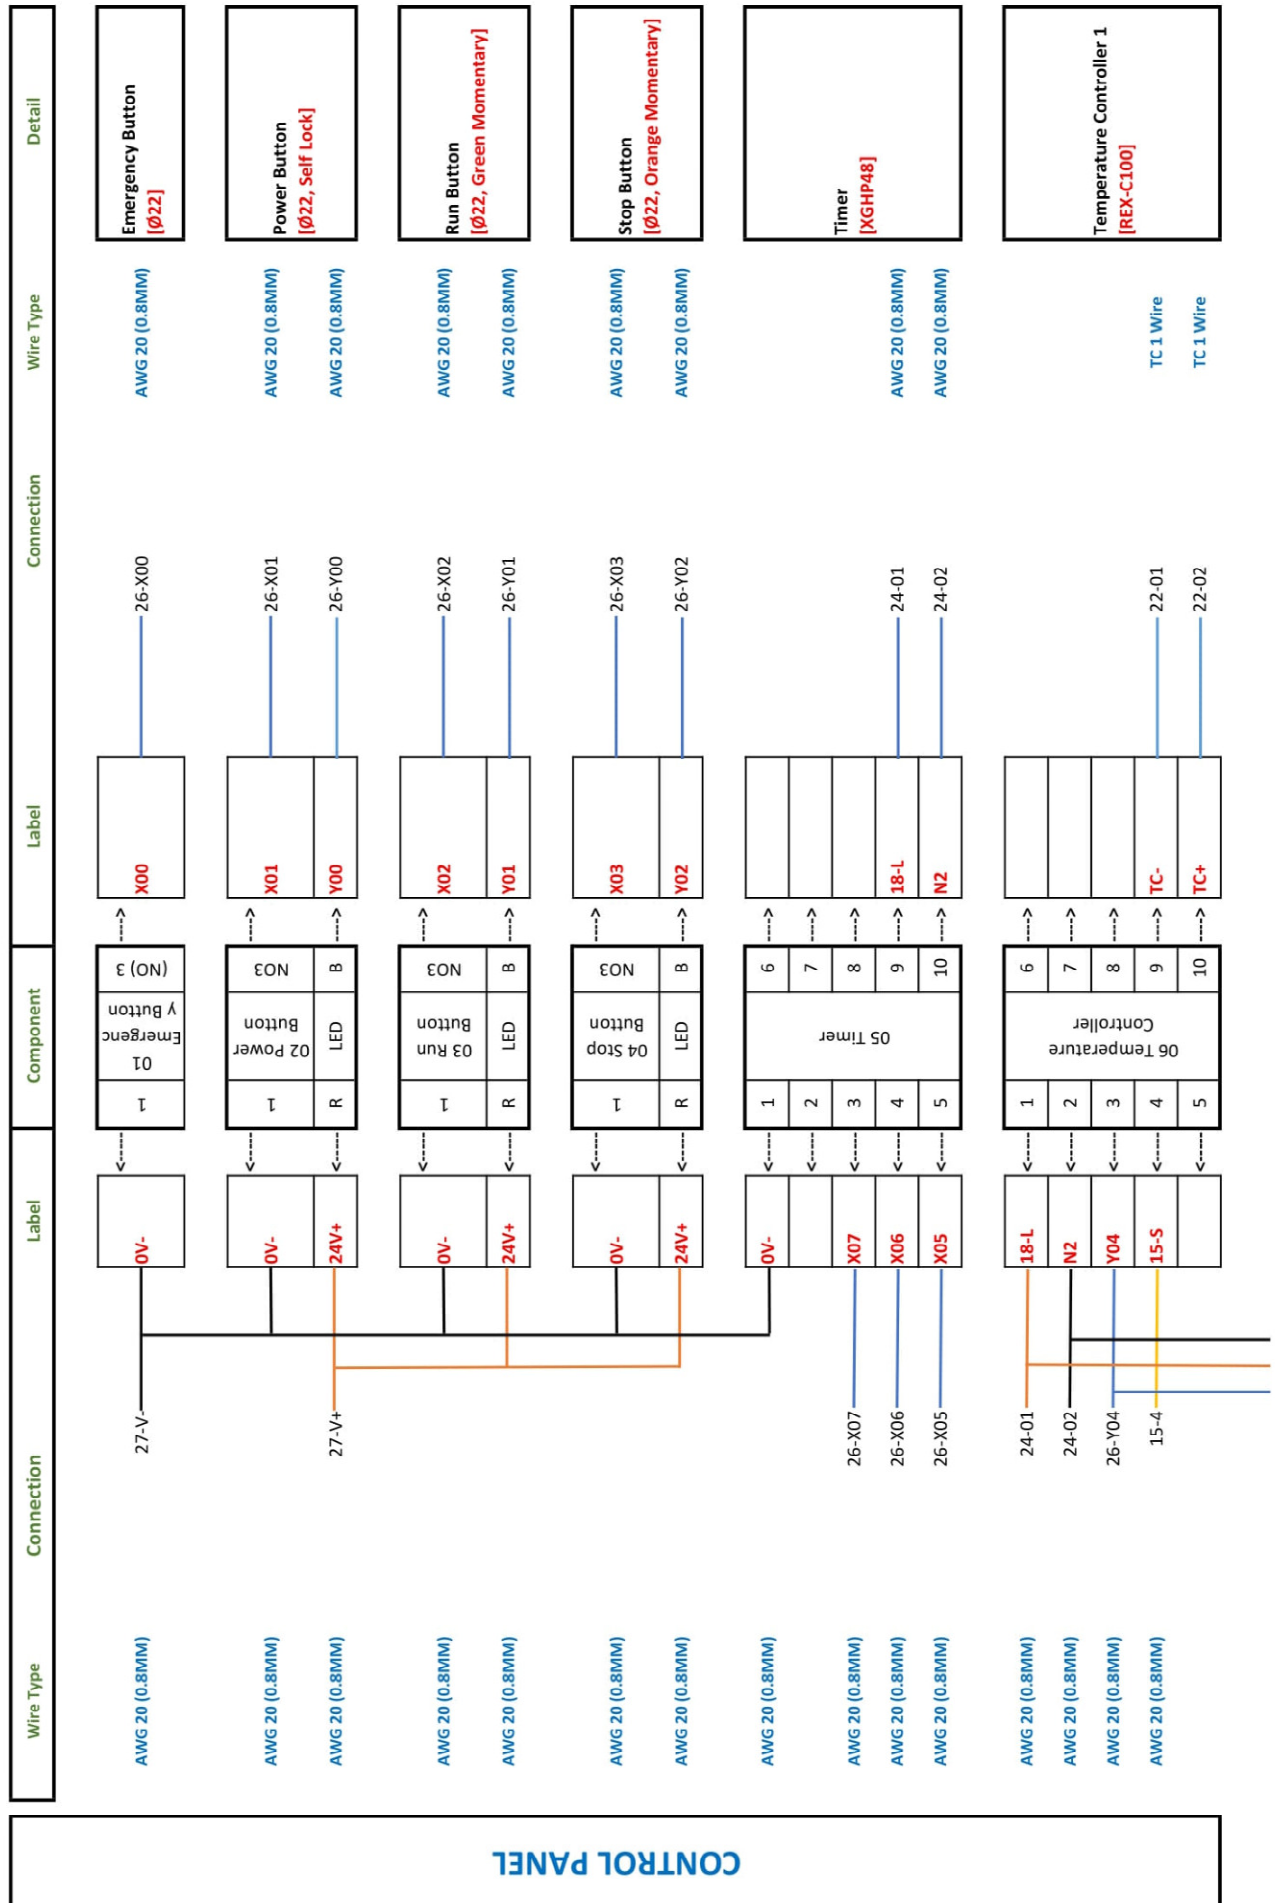 CONTROL PANEL
Wire Type
Connection
Label
Component
Label
Connection
Wire Type
Detail
AWG 20 (0.8MM)
27-V-
0V-
1
01
Emergenc
y Button
(NO) 3
X00
26-X00
AWG 20 (0.8MM)
Emergency Button
[Ø22]
AWG 20 (0.8MM)
0V-
1
02 Power
Button
NO3
X01
26-X01
AWG 20 (0.8MM)
Power Button
[Ø22, Self Lock]
AWG 20 (0.8MM)
27-V+
24V+
R
LED
B
Y00
26-Y00
AWG 20 (0.8MM)
AWG 20 (0.8MM)
0V-
1
03 Run
Button
NO3
X02
26-X02
AWG 20 (0.8MM)
Run Button
[Ø22, Green Momentary]
AWG 20 (0.8MM)
24V+
R
LED
B
Y01
26-Y01
AWG 20 (0.8MM)
AWG 20 (0.8MM)
0V-
1
04 Stop
Button
NO3
X03
26-X03
AWG 20 (0.8MM)
Stop Button
[Ø22, Orange Momentary]
AWG 20 (0.8MM)
24V+
R
LED
B
Y02
26-Y02
AWG 20 (0.8MM)
AWG 20 (0.8MM)
0V-
1
05 Timer
6
Timer
[XGHP48]
2
7
AWG 20 (0.8MM)
26-X07
X07
3
8
AWG 20 (0.8MM)
26-X06
X06
4
9
18-L
24-01
AWG 20 (0.8MM)
AWG 20 (0.8MM)
26-X05
X05
5
10
N2
24-02
AWG 20 (0.8MM)
AWG 20 (0.8MM)
24-01
18-L
1
06 Temperature
Controller
6
Temperature Controller 1
[REX-C100]
AWG 20 (0.8MM)
24-02
N2
2
7
AWG 20 (0.8MM)
26-Y04
Y04
3
8
AWG 20 (0.8MM)
15-4
15-S
4
9
TC-
22-01
TC 1 Wire
5
10
TC+
22-02
TC 1 Wire